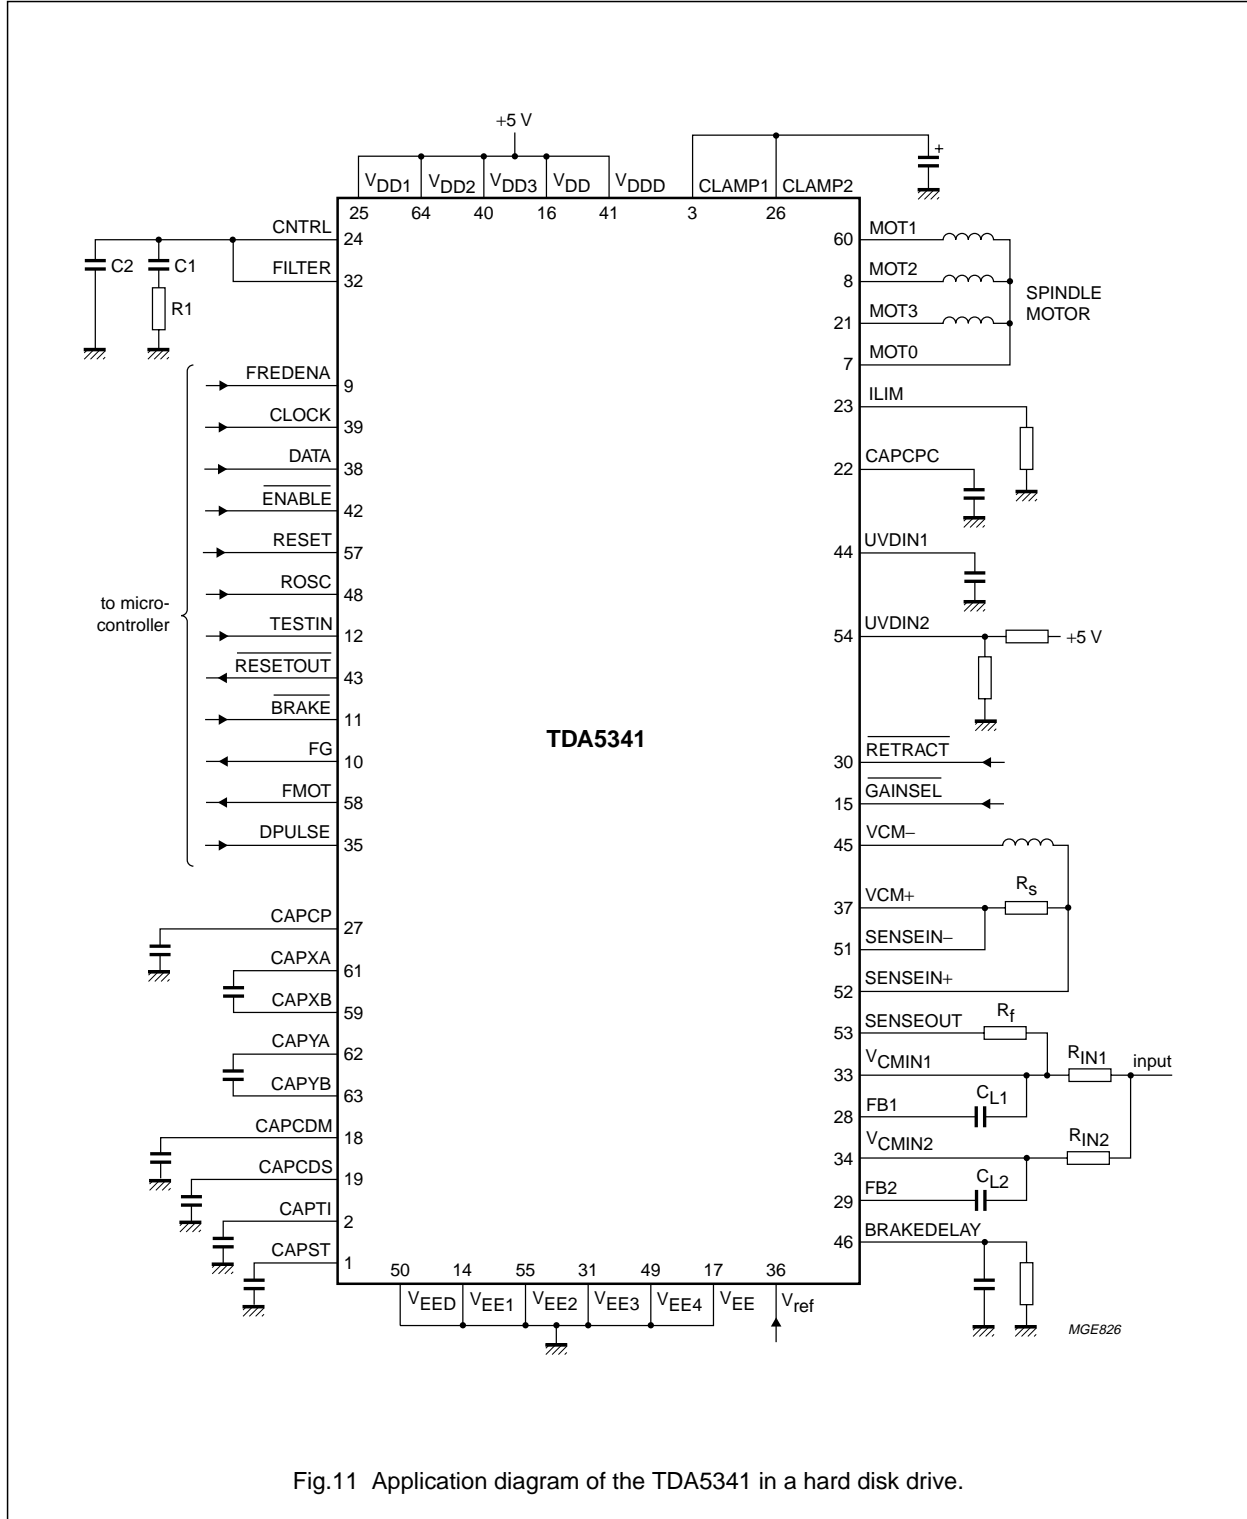 +5 V
VDD1 VDD2 VDD3 VDD VDDD CLAMP1 CLAMP2
25 64 40 16 41 3 26
+
CNTRL 24
FILTER 32
C2 C1
R1
FREDENA 9
CLOCK 39
DATA 38
ENABLE 42
RESET 57
ROSC 48
TESTIN 12
RESETOUT 43
BRAKE 11
FG 10
FMOT 58
DPULSE 35
to micro-
controller
CAPCP 27
CAPXA 61
CAPXB 59
CAPYA 62
CAPYB 63
CAPCDM 18
CAPCDS 19
CAPTI 2
CAPST 1
TDA5341
60 MOT1
8 MOT2
21 MOT3
7 MOT0
SPINDLE
MOTOR
23 ILIM
22 CAPCPC
44 UVDIN1
54 UVDIN2
+5 V
30 RETRACT
15 GAINSEL
45 VCM−
37 VCM+
Rs
51 SENSEIN−
52 SENSEIN+
53 SENSEOUT
Rf
33 VCMIN1
RIN1 input
28 FB1
CL1
34 VCMIN2
RIN2
29 FB2
CL2
46 BRAKEDELAY
50 14 55 31 49 17 36
VEED VEE1 VEE2 VEE3 VEE4 VEE Vref
MGE826
Fig.11 Application diagram of the TDA5341 in a hard disk drive.